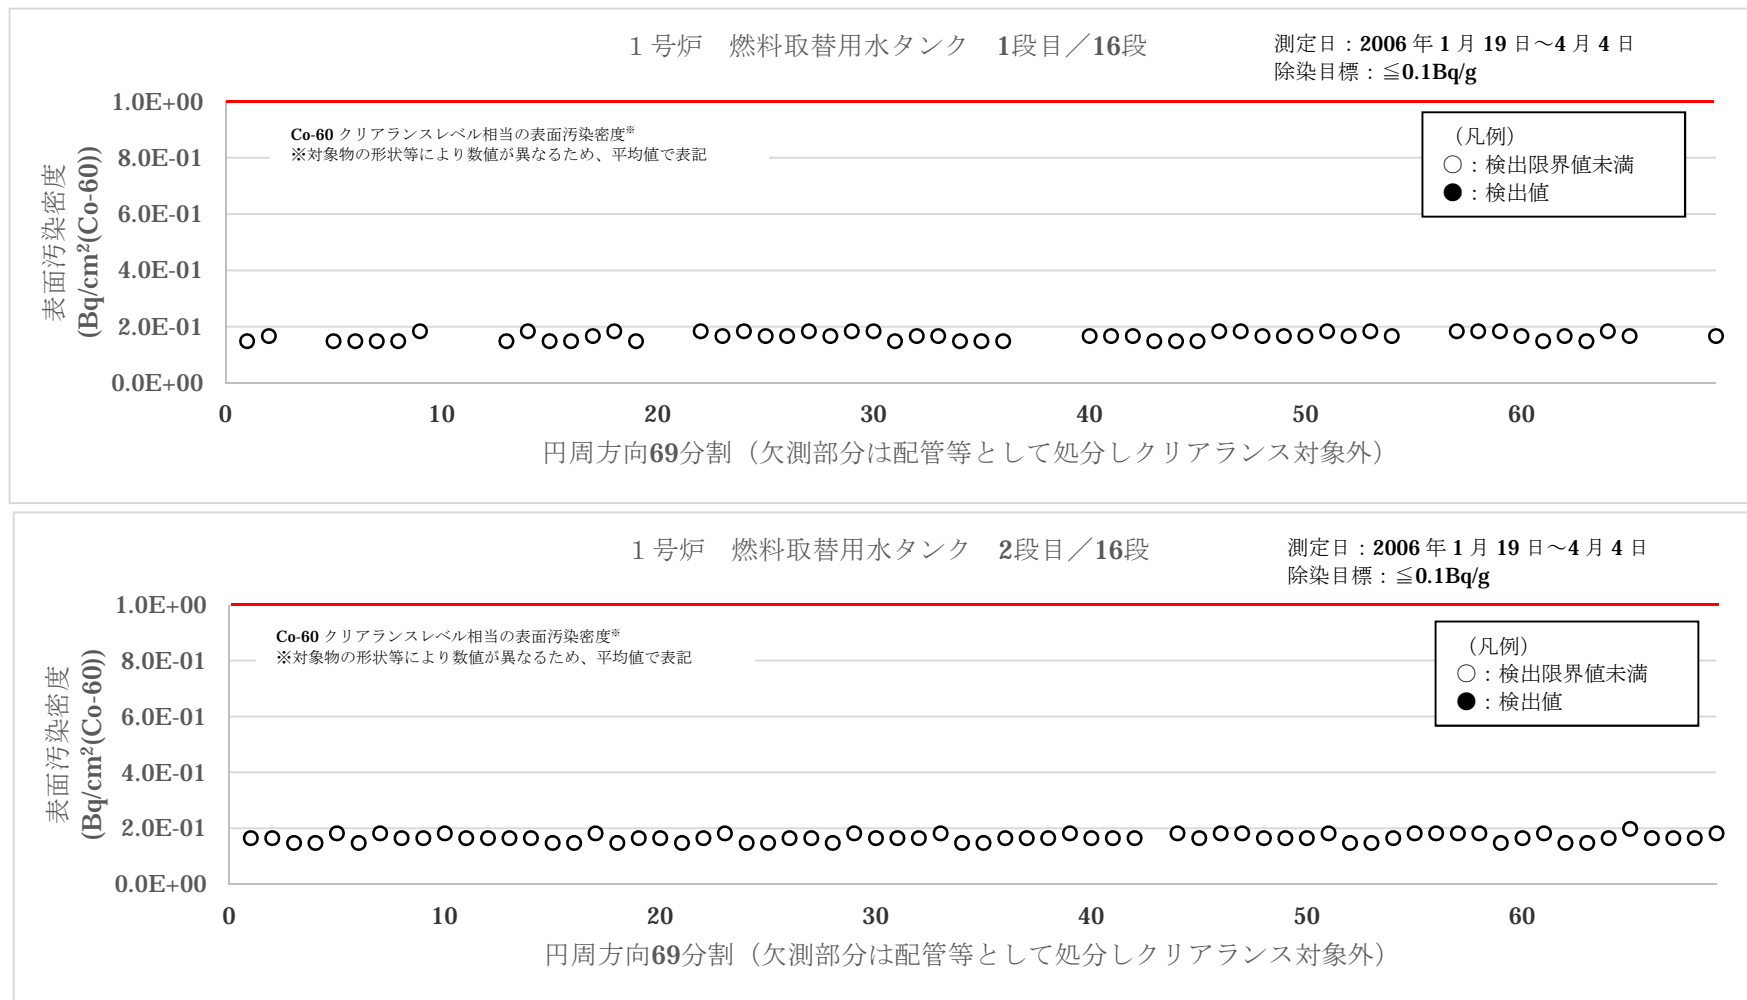 １号炉　燃料取替用水タンク　1段目／16段
測定日：2006 年 1 月 19 日～4 月 4 日
除染目標：≦0.1Bq/g
1.0E+00
8.0E-01
6.0E-01
4.0E-01
2.0E-01
0.0E+00
表面汚染密度
(Bq/cm²(Co-60))
Co-60 クリアランスレベル相当の表面汚染密度※
※対象物の形状等により数値が異なるため、平均値で表記
（凡例）
○：検出限界値未満
●：検出値
0 10 20 30 40 50 60
円周方向69分割（欠測部分は配管等として処分しクリアランス対象外）
１号炉　燃料取替用水タンク　2段目／16段
測定日：2006 年 1 月 19 日～4 月 4 日
除染目標：≦0.1Bq/g
1.0E+00
8.0E-01
6.0E-01
4.0E-01
2.0E-01
0.0E+00
表面汚染密度
(Bq/cm²(Co-60))
Co-60 クリアランスレベル相当の表面汚染密度※
※対象物の形状等により数値が異なるため、平均値で表記
（凡例）
○：検出限界値未満
●：検出値
0 10 20 30 40 50 60
円周方向69分割（欠測部分は配管等として処分しクリアランス対象外）